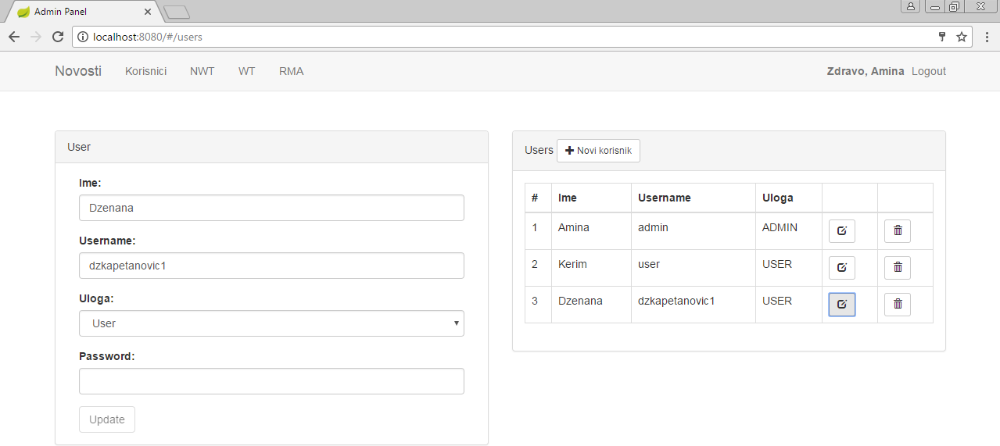 Admin Panel
localhost:8080/#/users
Novosti Korisnici NWT WT RMA Zdravo, Amina Logout
User
Ime:
Dzenana
Username:
dzkapetanovic1
Uloga:
User
Password:
Update
Users Novi korisnik
# Ime Username Uloga
1 Amina admin ADMIN
2 Kerim user USER
3 Dzenana dzkapetanovic1 USER